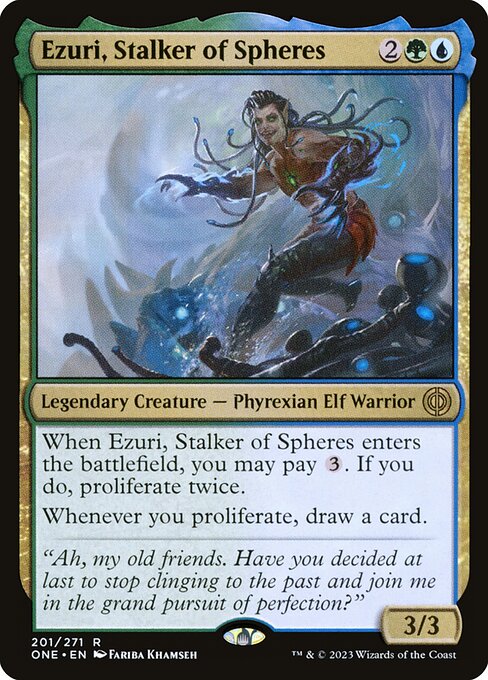 Ezuri, Stalker of Spheres 2
Legendary Creature — Phyrexian Elf Warrior
When Ezuri, Stalker of Spheres enters
the battlefield, you may pay 3. If you
do, proliferate twice.
Whenever you proliferate, draw a card.
“Ah, my old friends. Have you decided at
last to stop clinging to the past and join me
in the grand pursuit of perfection?”
3/3
201/271 R
ONE • EN Fariba Khamseh
™ & © 2023 Wizards of the Coast